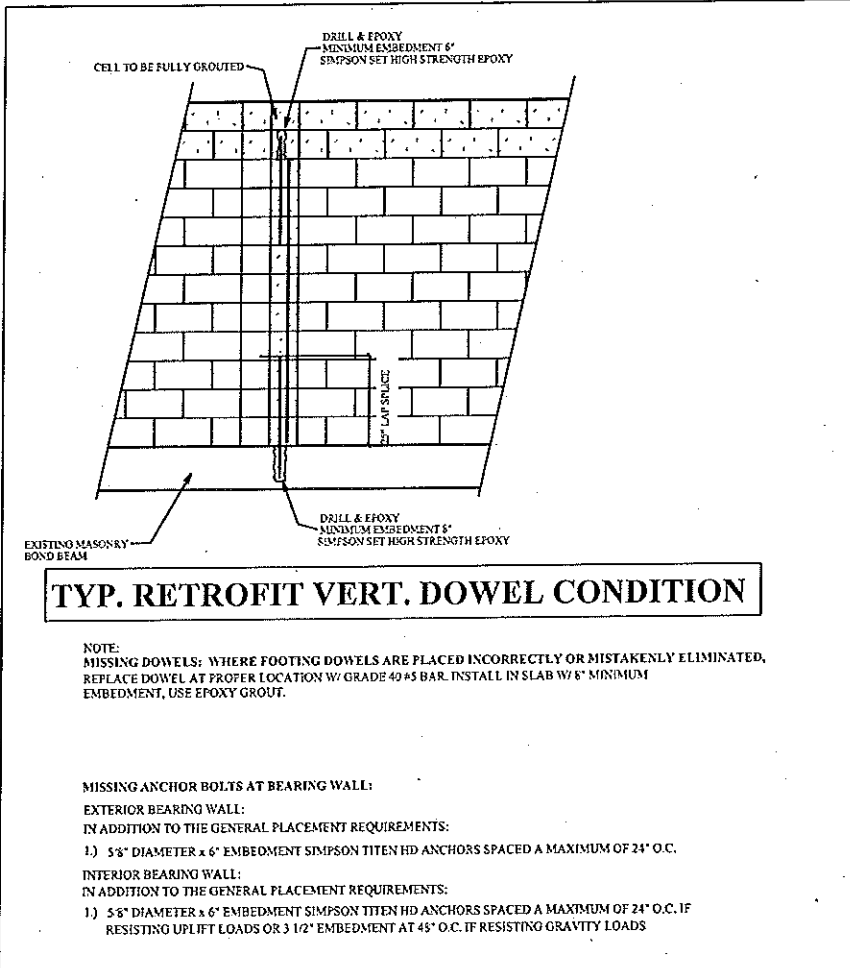 DRILL & EPOXY
MINIMUM EMBEDMENT 6"
SIMPSON SET HIGH STRENGTH EPOXY
CELL TO BE FULLY GROUTED
25" LAP SPLICE
DRILL & EPOXY
MINIMUM EMBEDMENT 8"
SIMPSON SET HIGH STRENGTH EPOXY
EXISTING MASONRY
BOND BEAM
TYP. RETROFIT VERT. DOWEL CONDITION
NOTE:
MISSING DOWELS: WHERE FOOTING DOWELS ARE PLACED INCORRECTLY OR MISTAKENLY ELIMINATED,
REPLACE DOWEL AT PROPER LOCATION W/ GRADE 40 #5 BAR. INSTALL IN SLAB W/ 8" MINIMUM
EMBEDMENT, USE EPOXY GROUT.
MISSING ANCHOR BOLTS AT BEARING WALL:
EXTERIOR BEARING WALL:
IN ADDITION TO THE GENERAL PLACEMENT REQUIREMENTS:
1.) 5/8" DIAMETER x 6" EMBEDMENT SIMPSON TITEN HD ANCHORS SPACED A MAXIMUM OF 24" O.C.
INTERIOR BEARING WALL:
IN ADDITION TO THE GENERAL PLACEMENT REQUIREMENTS:
1.) 5/8" DIAMETER x 6" EMBEDMENT SIMPSON TITEN HD ANCHORS SPACED A MAXIMUM OF 24" O.C. IF
RESISTING UPLIFT LOADS OR 3 1/2" EMBEDMENT AT 48" O.C. IF RESISTING GRAVITY LOADS